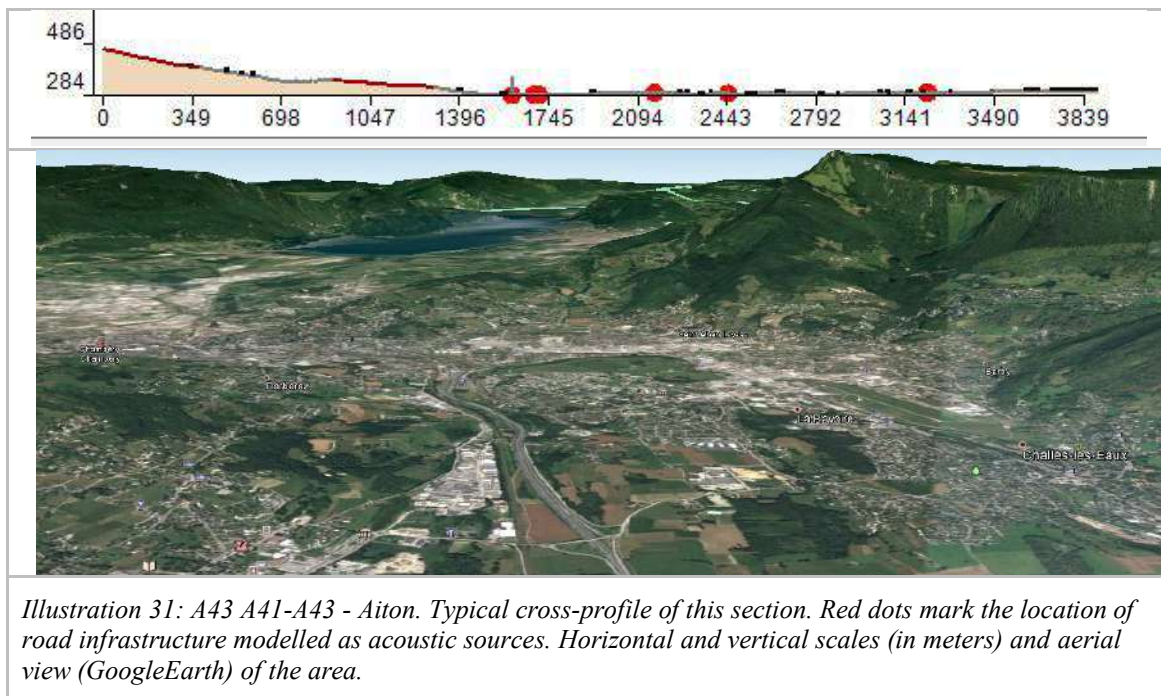 486
284
0 349 698 1047 1396 1745 2094 2443 2792 3141 3490 3839
Barberaz
La Ravoire
Barby
Challes-les-Eaux
Illustration 31: A43 A41-A43 - Aiton. Typical cross-profile of this section. Red dots mark the location of
road infrastructure modelled as acoustic sources. Horizontal and vertical scales (in meters) and aerial
view (GoogleEarth) of the area.